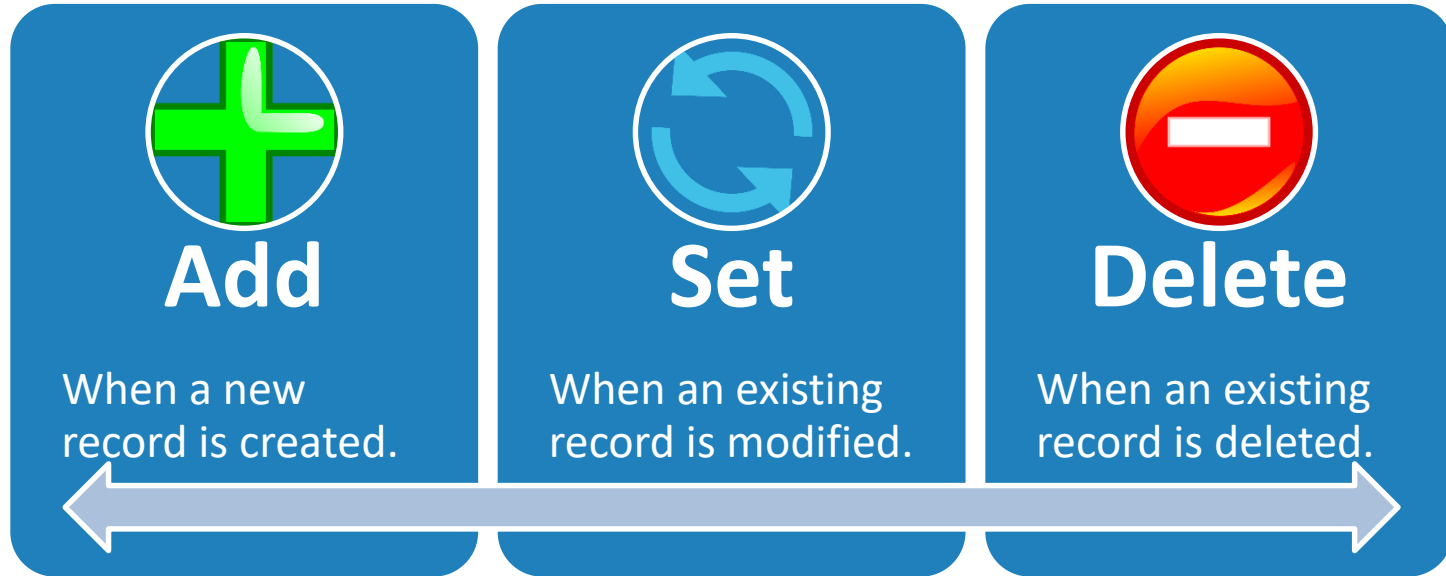 Add
When a new
record is created.
Set
When an existing
record is modified.
Delete
When an existing
record is deleted.